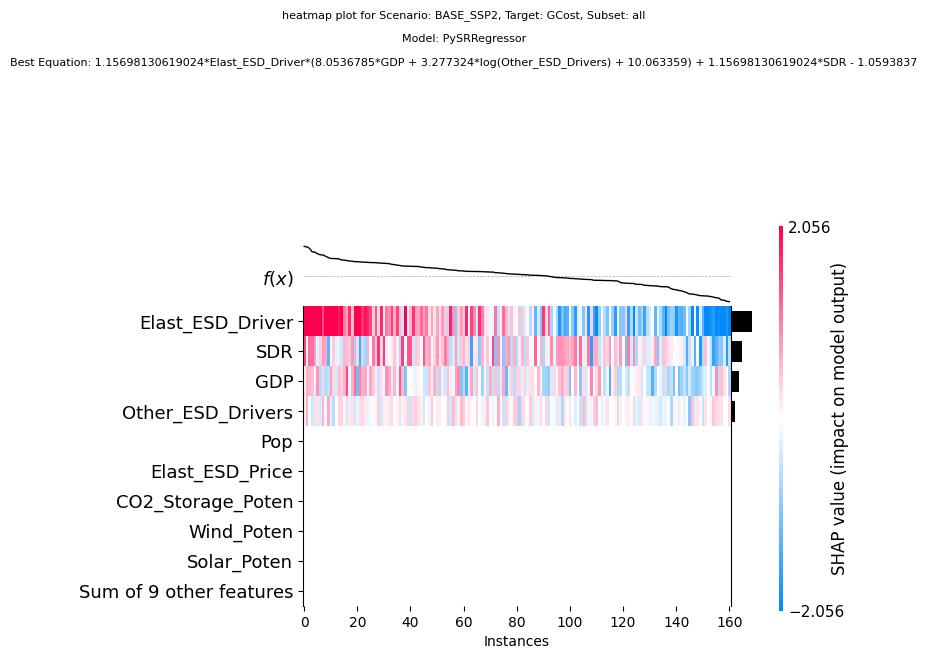 heatmap plot for Scenario: BASE_SSP2, Target: GCost, Subset: all
Model: PySRRegressor
Best Equation: 1.15698130619024*Elast_ESD_Driver*(8.0536785*GDP + 3.277324*log(Other_ESD_Drivers) + 10.063359) + 1.15698130619024*SDR - 1.0593837
2.056
f(x)
Elast_ESD_Driver
SDR
GDP
Other_ESD_Drivers
Pop
Elast_ESD_Price
CO2_Storage_Poten
Wind_Poten
Solar_Poten
Sum of 9 other features
SHAP value (impact on model output)
−2.056
0 20 40 60 80 100 120 140 160
Instances